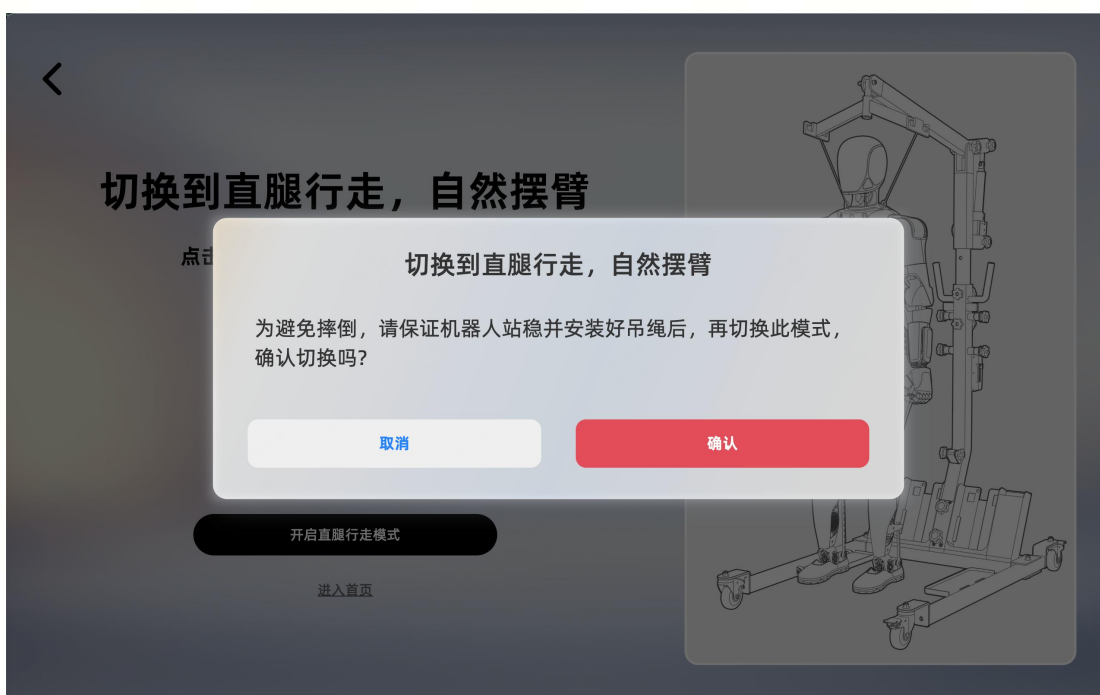 切换到直腿行走，自然摆臂
点击
切换到直腿行走，自然摆臂
为避免摔倒，请保证机器人站稳并安装好吊绳后，再切换此模式，
确认切换吗?
取消
确认
开启直腿行走模式
进入首页